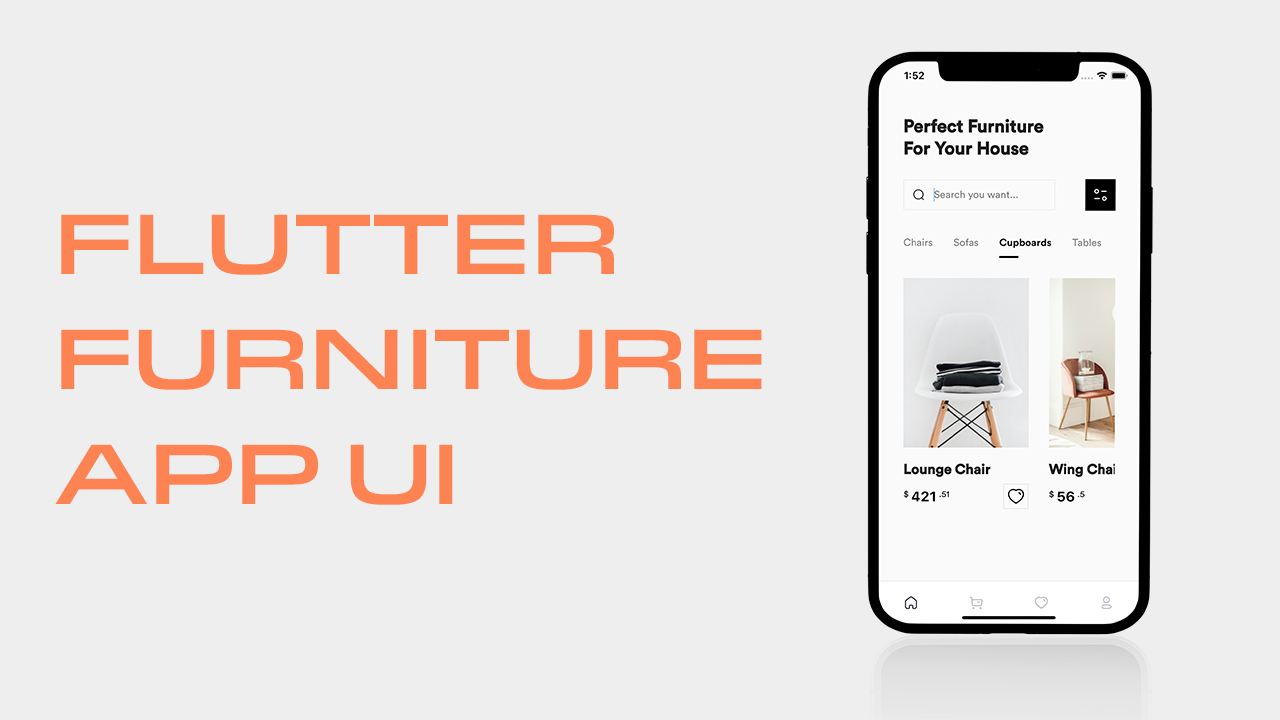 FLUTTER
FURNITURE
APP UI
1:52
Perfect Furniture
For Your House
Search you want...
Chairs Sofas Cupboards Tables
Lounge Chair Wing Chai
$ 421 .51 $ 56 .5